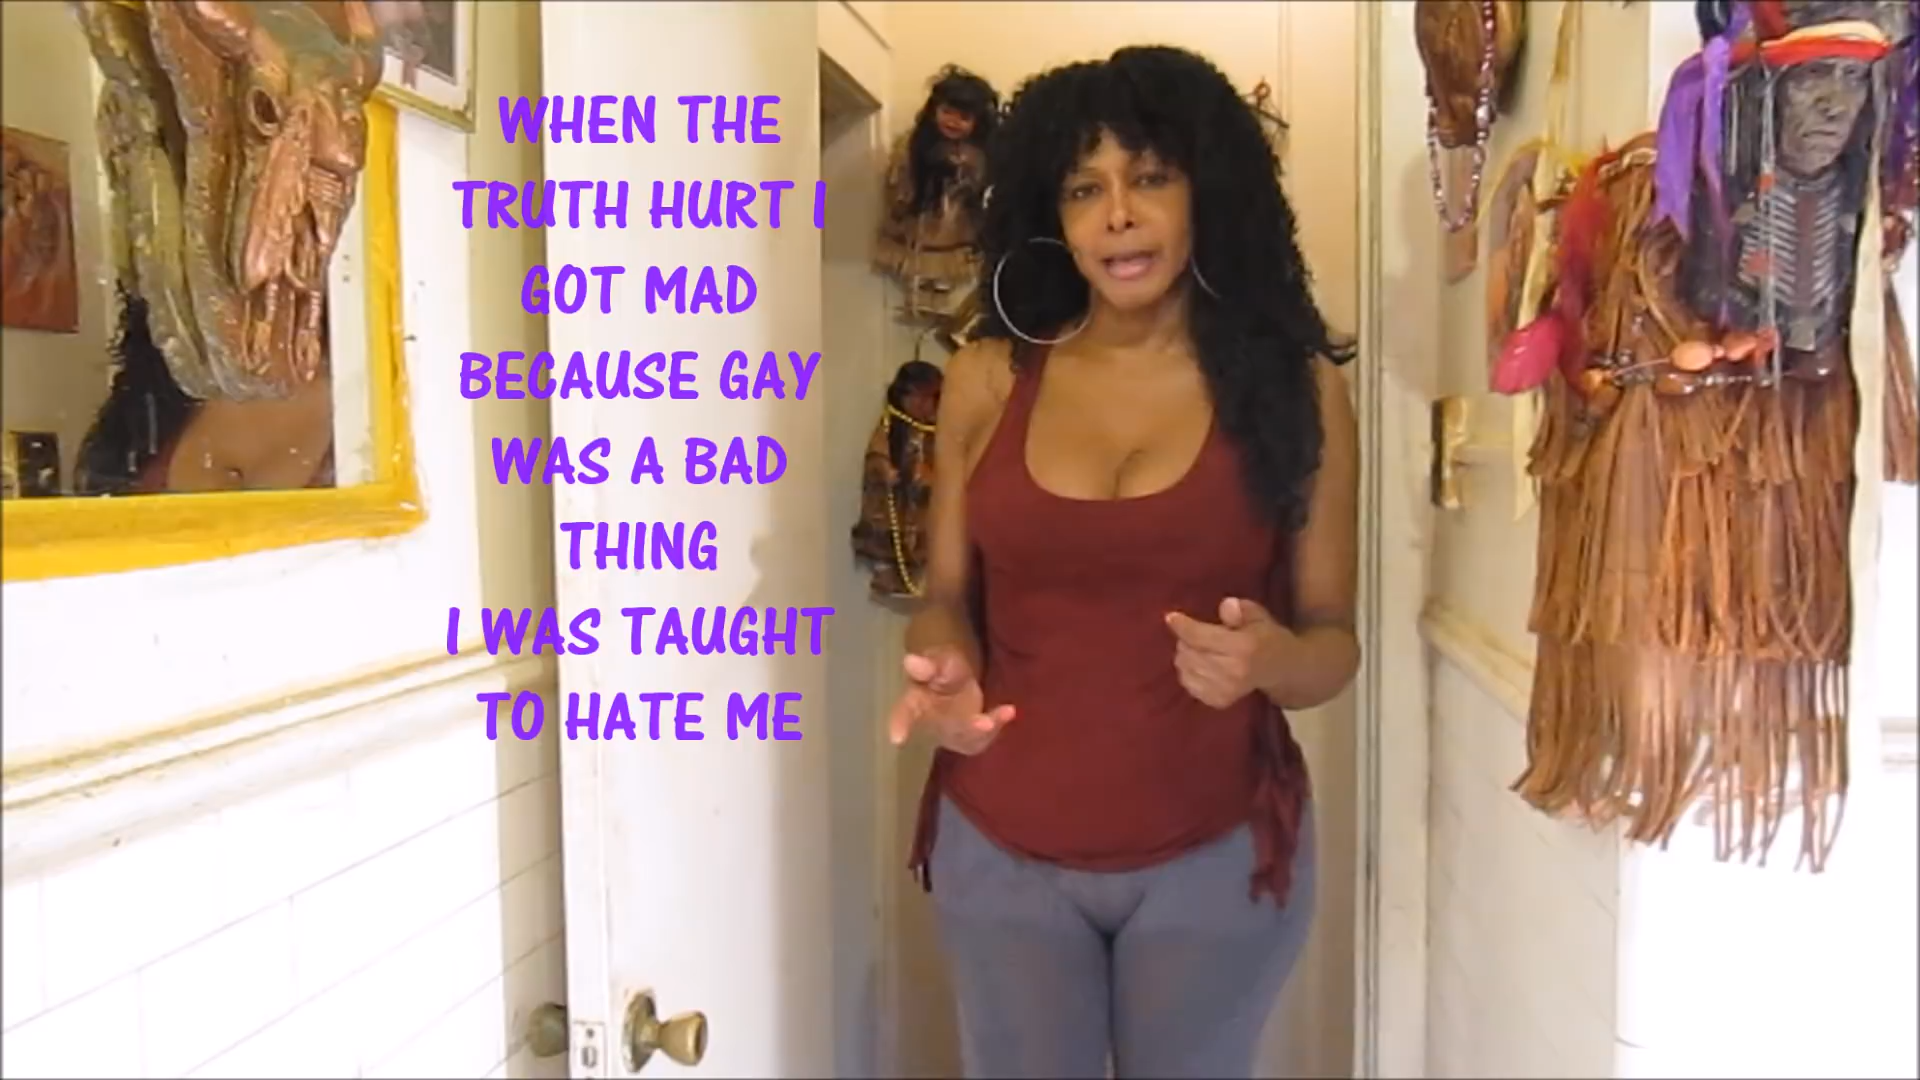 WHEN THE
TRUTH HURT I
GOT MAD
BECAUSE GAY
WAS A BAD
THING
I WAS TAUGHT
TO HATE ME